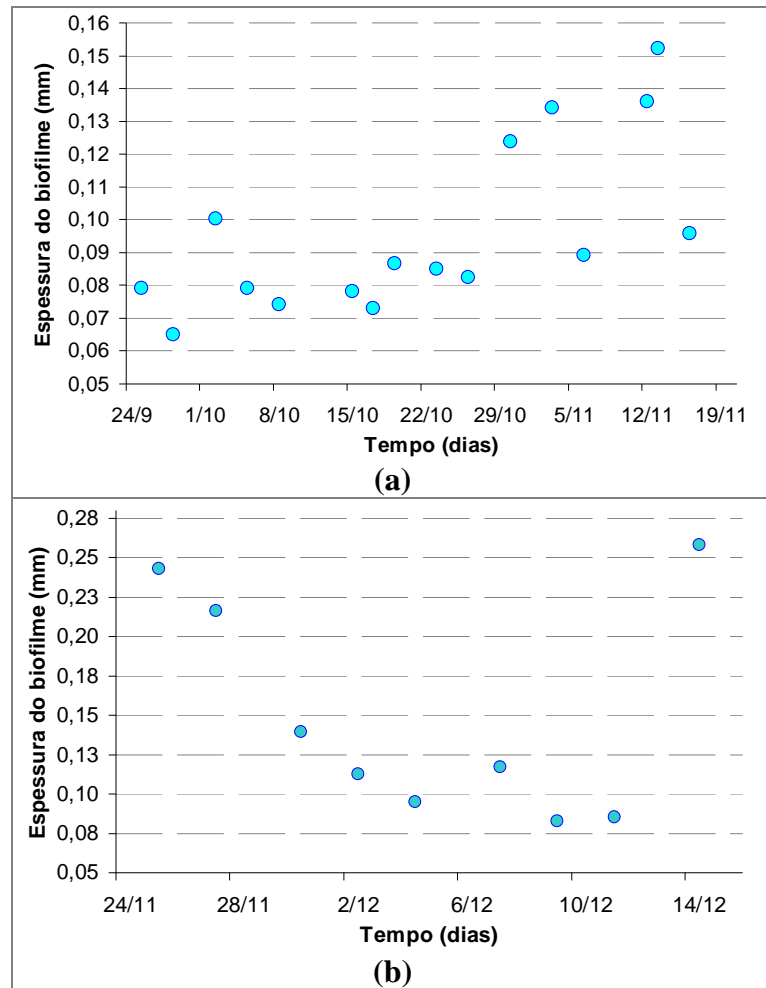 Espessura do biofilme (mm)
0,16
0,15
0,14
0,13
0,12
0,11
0,10
0,09
0,08
0,07
0,06
0,05
24/9 1/10 8/10 15/10 22/10 29/10 5/11 12/11 19/11
Tempo (dias)
(a)
Espessura do biofilme (mm)
0,28
0,25
0,23
0,20
0,18
0,15
0,13
0,10
0,08
0,05
24/11 28/11 2/12 6/12 10/12 14/12
Tempo (dias)
(b)